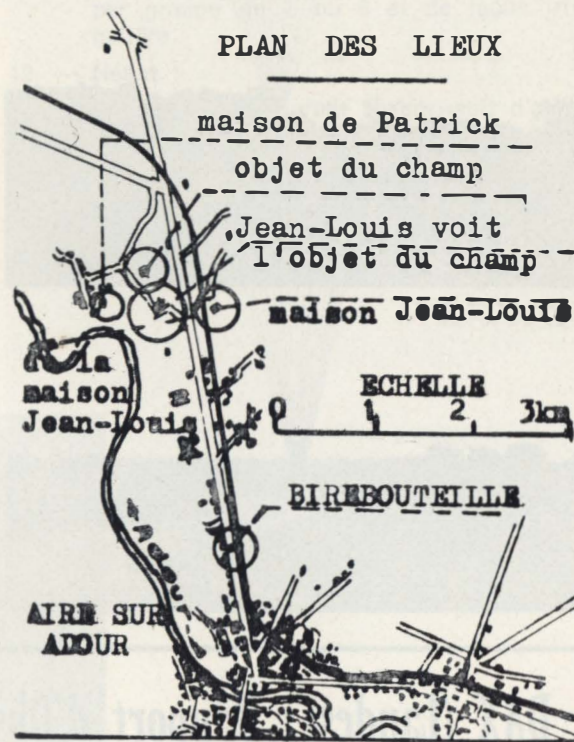 PLAN DES LIEUX
maison de Patrick
objet du champ
Jean-Louis voit
l'objet du champ
maison Jean-Louis
la
maison
Jean-Louis
ECHELLE
0 1 2 3km
BIREBOUTEILLE
AIRE SUR
ADOUR